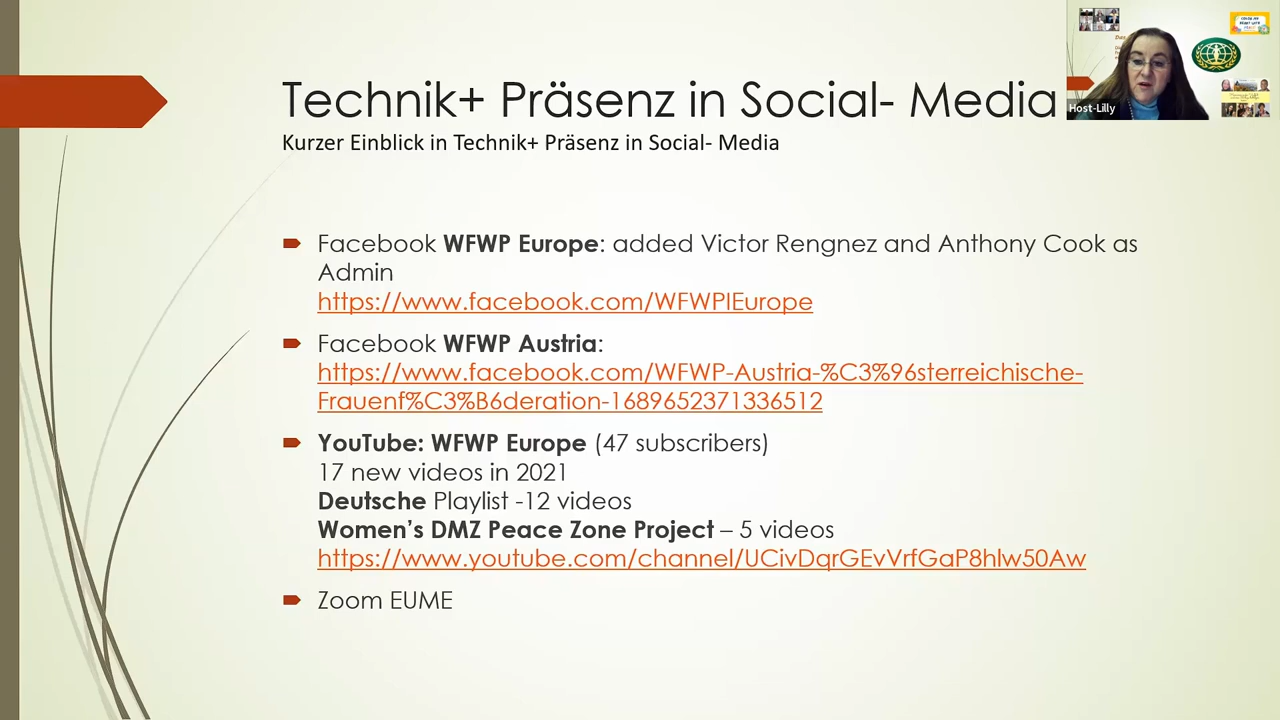 Technik+ Präsenz in Social- Media
Kurzer Einblick in Technik+ Präsenz in Social- Media
Host-Lilly
Facebook WFWP Europe: added Victor Rengnez and Anthony Cook as
Admin
https://www.facebook.com/WFWPIEurope
Facebook WFWP Austria:
https://www.facebook.com/WFWP-Austria-%C3%96sterreichische-
Frauenf%C3%B6deration-1689652371336512
YouTube: WFWP Europe (47 subscribers)
17 new videos in 2021
Deutsche Playlist -12 videos
Women’s DMZ Peace Zone Project – 5 videos
https://www.youtube.com/channel/UCivDqrGEvVrfGaP8hlw50Aw
Zoom EUME